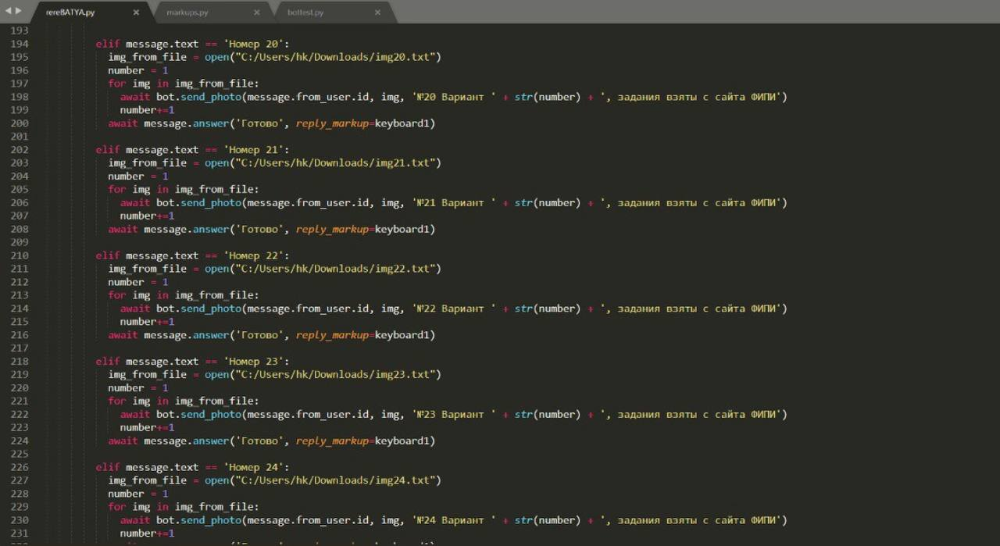 rereBATYA.py markups.py bottest.py
193
194 elif message.text == 'Номер 20':
195 img_from_file = open("C:/Users/hk/Downloads/img20.txt")
196 number = 1
197 for img in img_from_file:
198 await bot.send_photo(message.from_user.id, img, '№20 Вариант ' + str(number) + ', задания взяты с сайта ФИПИ')
199 number+=1
200 await message.answer('Готово', reply_markup=keyboard1)
201
202 elif message.text == 'Номер 21':
203 img_from_file = open("C:/Users/hk/Downloads/img21.txt")
204 number = 1
205 for img in img_from_file:
206 await bot.send_photo(message.from_user.id, img, '№21 Вариант ' + str(number) + ', задания взяты с сайта ФИПИ')
207 number+=1
208 await message.answer('Готово', reply_markup=keyboard1)
209
210 elif message.text == 'Номер 22':
211 img_from_file = open("C:/Users/hk/Downloads/img22.txt")
212 number = 1
213 for img in img_from_file:
214 await bot.send_photo(message.from_user.id, img, '№22 Вариант ' + str(number) + ', задания взяты с сайта ФИПИ')
215 number+=1
216 await message.answer('Готово', reply_markup=keyboard1)
217
218 elif message.text == 'Номер 23':
219 img_from_file = open("C:/Users/hk/Downloads/img23.txt")
220 number = 1
221 for img in img_from_file:
222 await bot.send_photo(message.from_user.id, img, '№23 Вариант ' + str(number) + ', задания взяты с сайта ФИПИ')
223 number+=1
224 await message.answer('Готово', reply_markup=keyboard1)
225
226 elif message.text == 'Номер 24':
227 img_from_file = open("C:/Users/hk/Downloads/img24.txt")
228 number = 1
229 for img in img_from_file:
230 await bot.send_photo(message.from_user.id, img, '№24 Вариант ' + str(number) + ', задания взяты с сайта ФИПИ')
231 number+=1